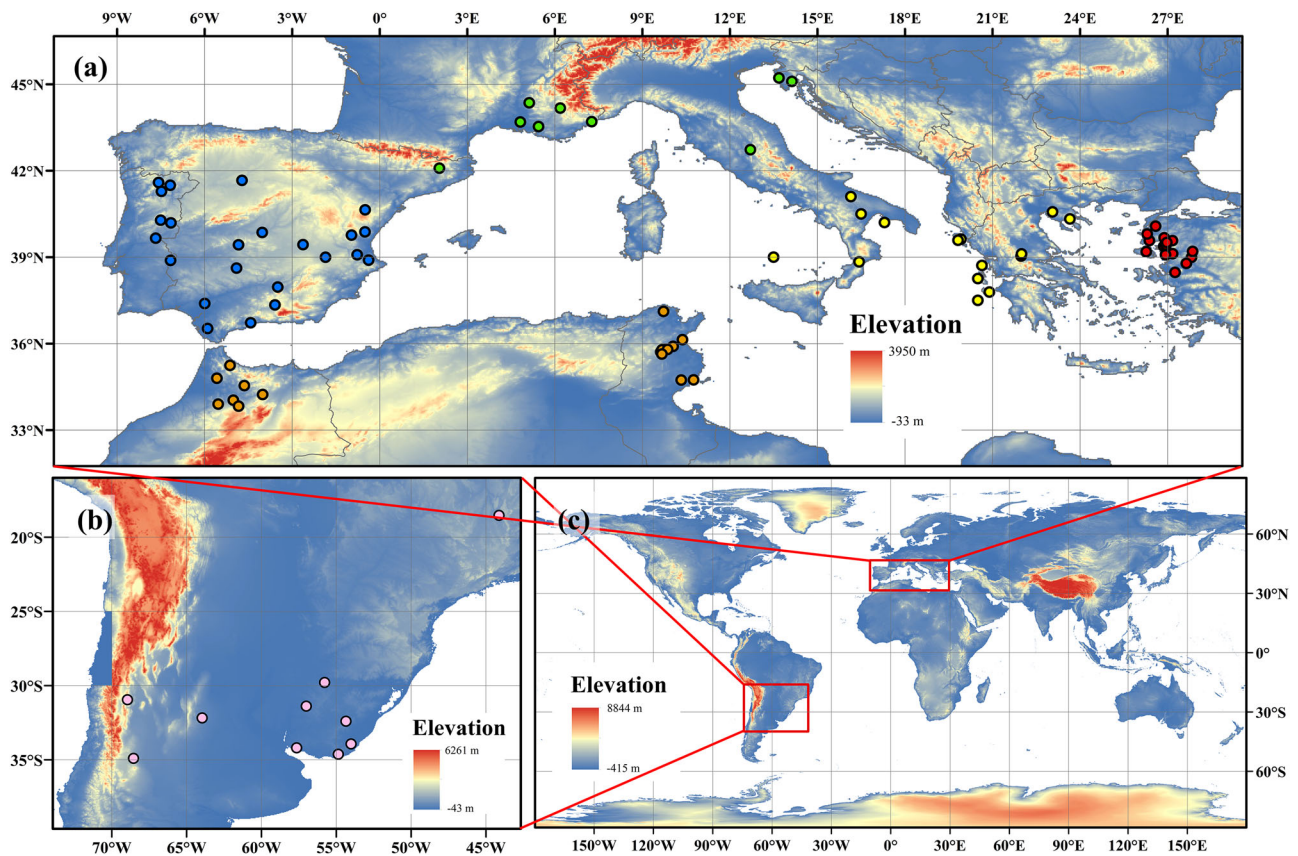 9°W 6°W 3°W 0° 3°E 6°E 9°E 12°E 15°E 18°E 21°E 24°E 27°E
(a)
45°N
42°N
39°N
36°N
33°N
Elevation
3950 m
-33 m
(b)
20°S
25°S
30°S
35°S
Elevation
6261 m
-43 m
70°W 65°W 60°W 55°W 50°W 45°W
(c)
60°N
30°N
0°
30°S
60°S
Elevation
8844 m
-415 m
150°W 120°W 90°W 60°W 30°W 0° 30°E 60°E 90°E 120°E 150°E